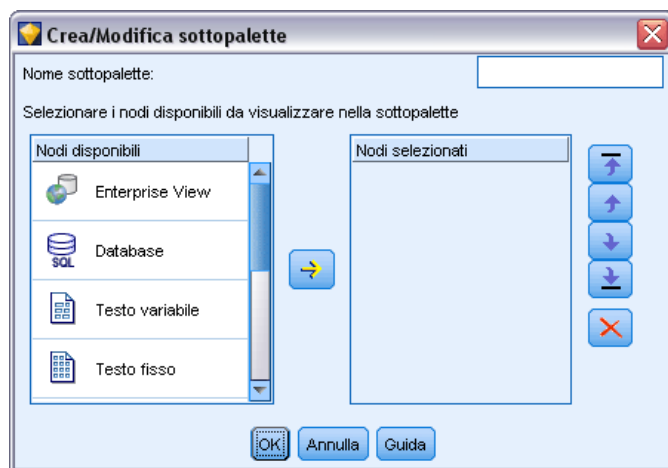 Crea/Modifica sottopalette
Nome sottopalette:
Selezionare i nodi disponibili da visualizzare nella sottopalette
Nodi disponibili
Nodi selezionati
Enterprise View
SQL
Database
Testo variabile
Testo fisso
OK
Annulla
Guida